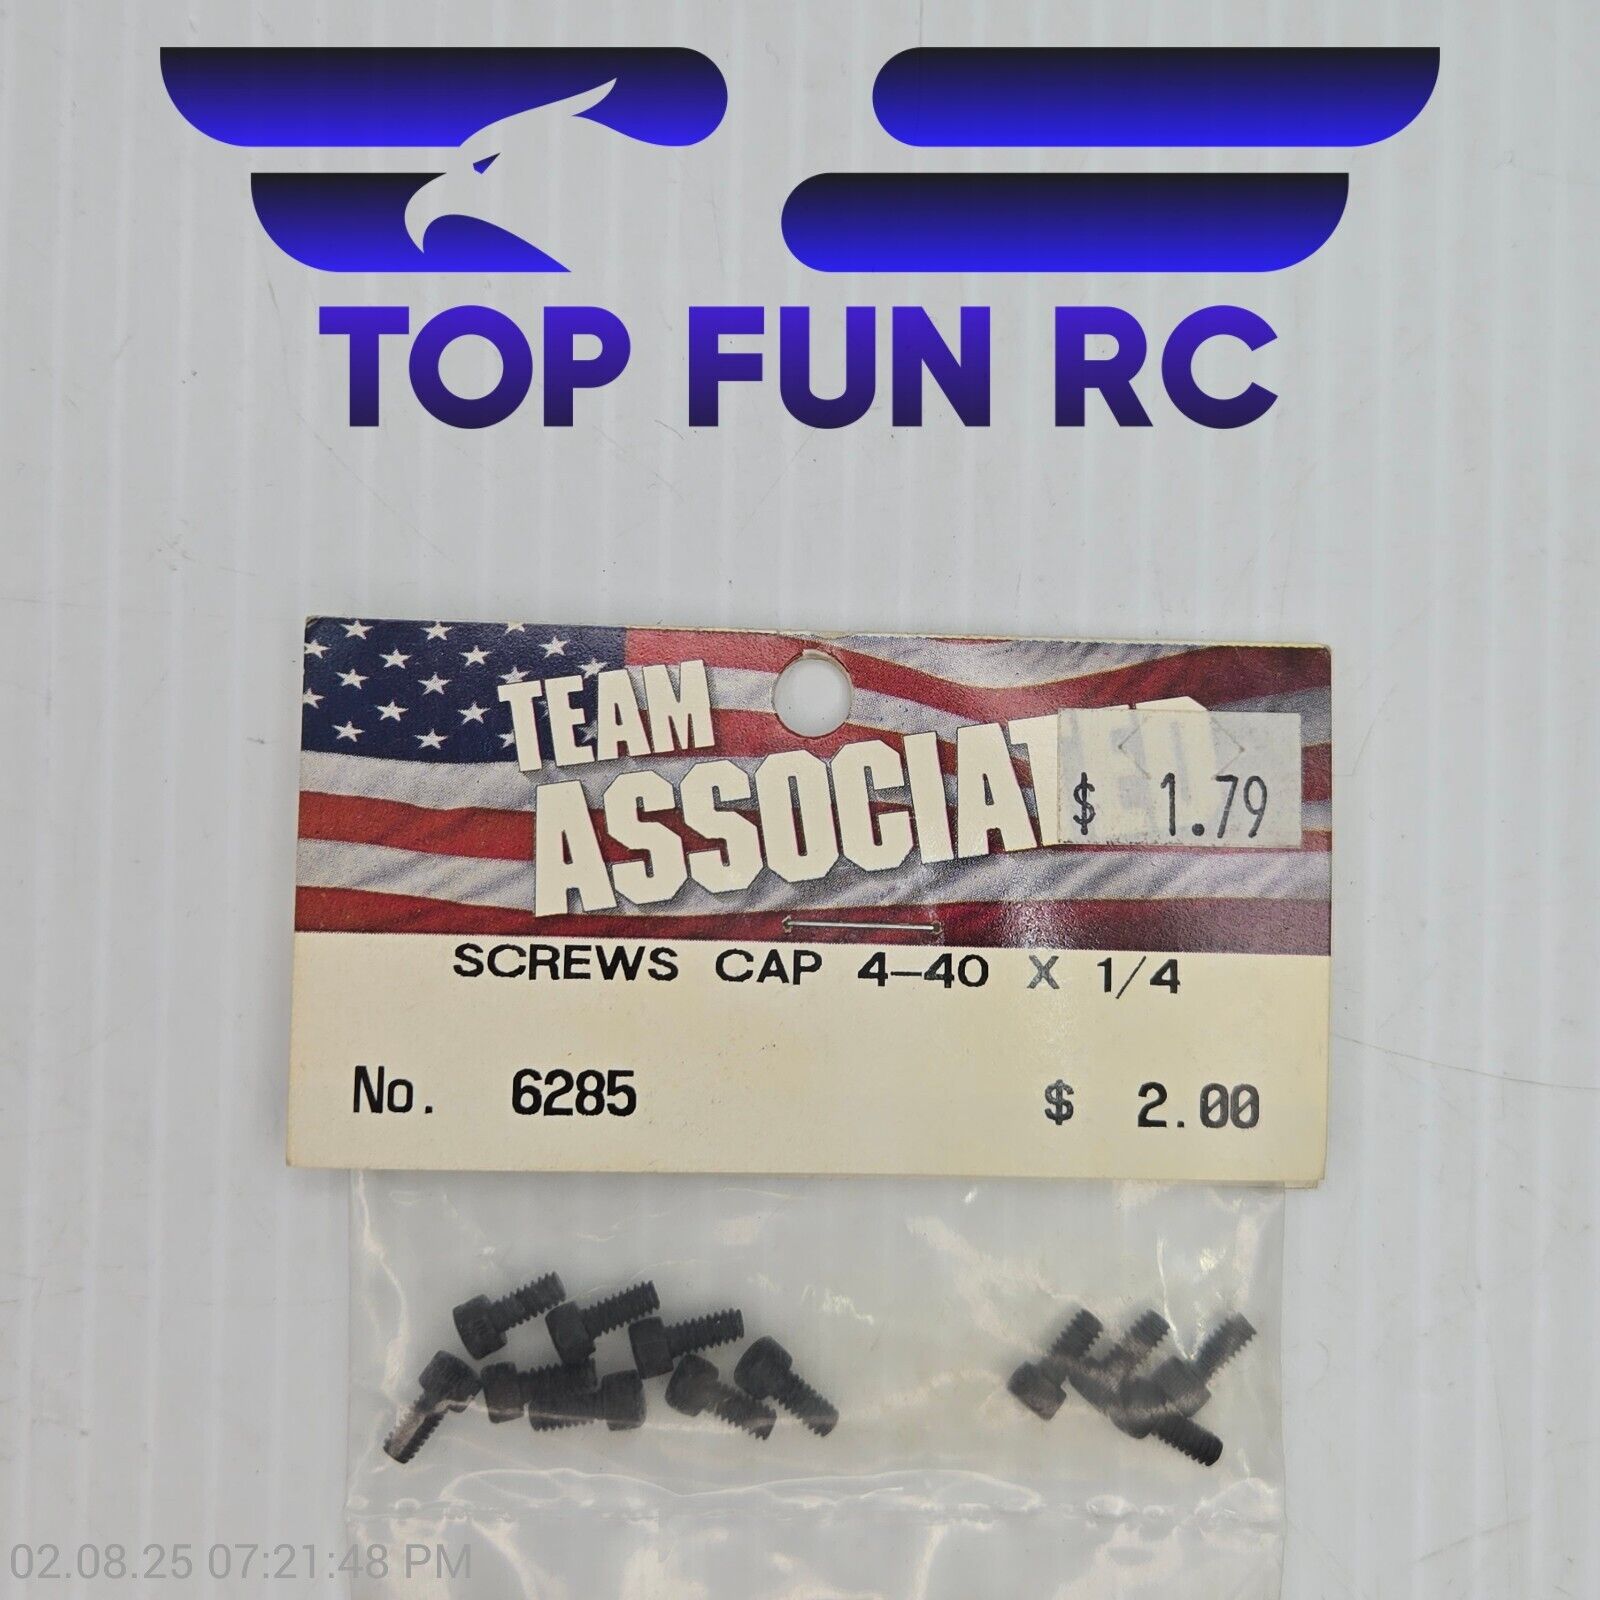 TOP FUN RC
TEAM
ASSOCIATED
$ 1.79
SCREWS CAP 4-40 X 1/4
No. 6285
$ 2.00
02.08.25 07:21:48 PM